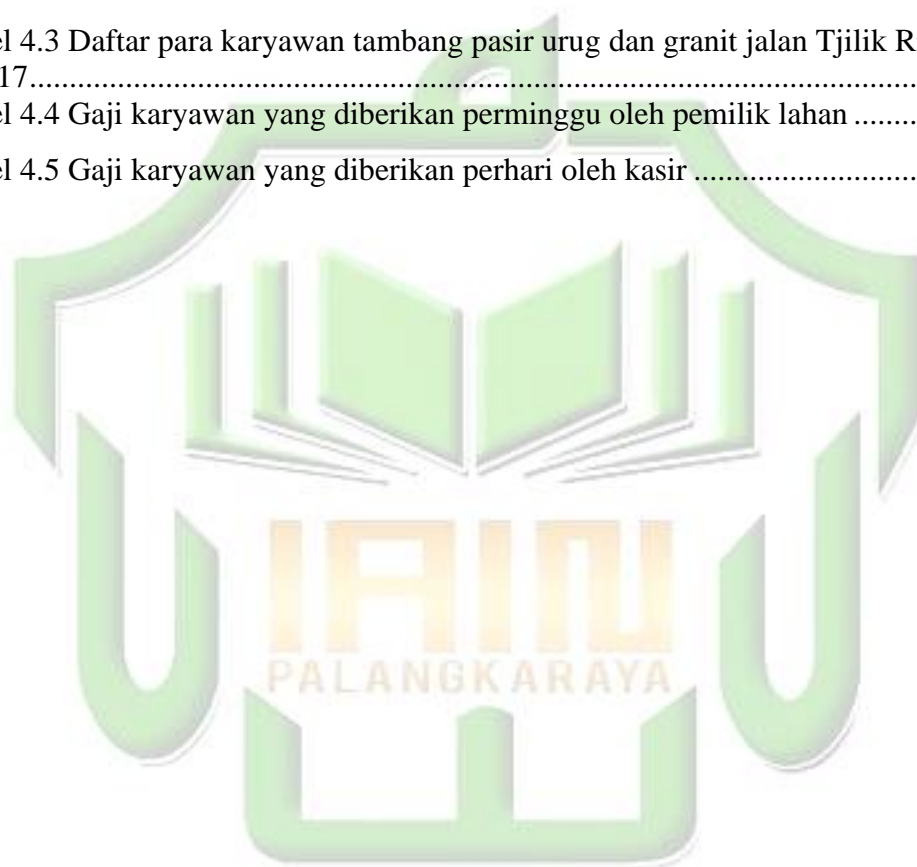 el 4.3 Daftar para karyawan tambang pasir urug dan granit jalan Tjilik R
17..........................................................................................................
el 4.4 Gaji karyawan yang diberikan perminggu oleh pemilik lahan ........
el 4.5 Gaji karyawan yang diberikan perhari oleh kasir ............................
IAIN
PALANGKARAYA